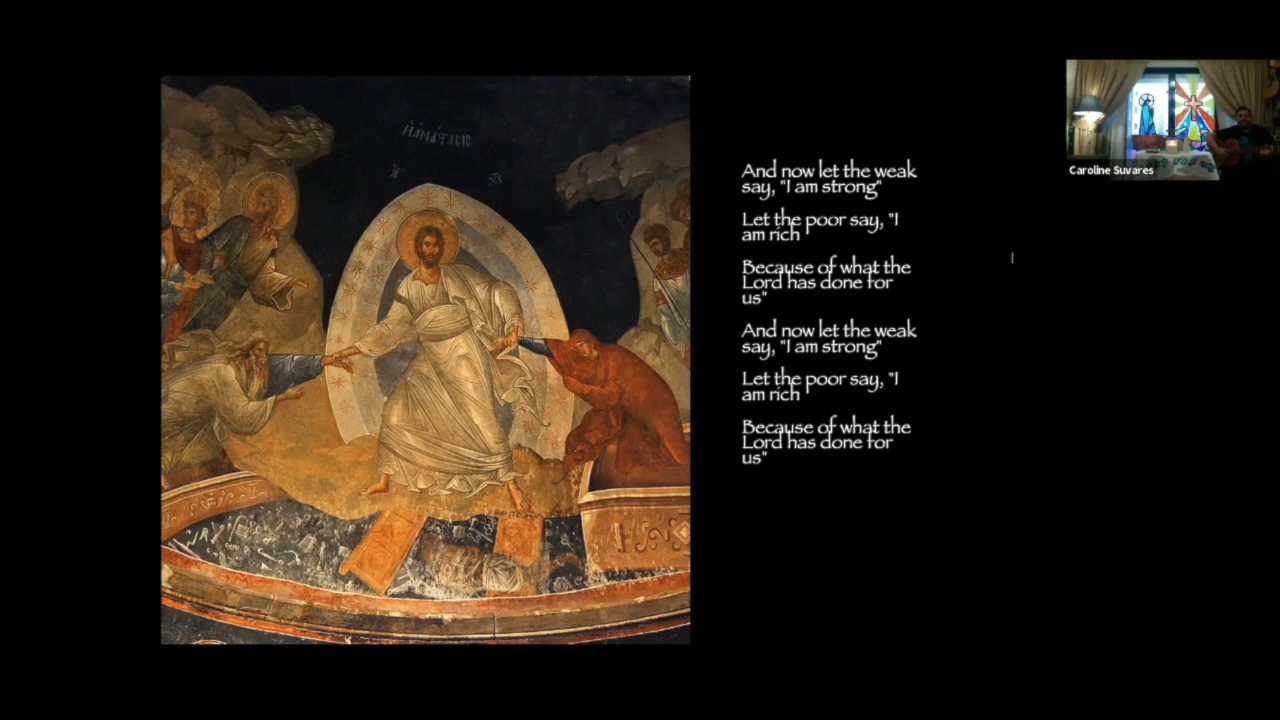 And now let the weak
say, "I am strong"
Let the poor say, "I
am rich
Because of what the
Lord has done for
us"
And now let the weak
say, "I am strong"
Let the poor say, "I
am rich
Because of what the
Lord has done for
us"
Caroline Suvares